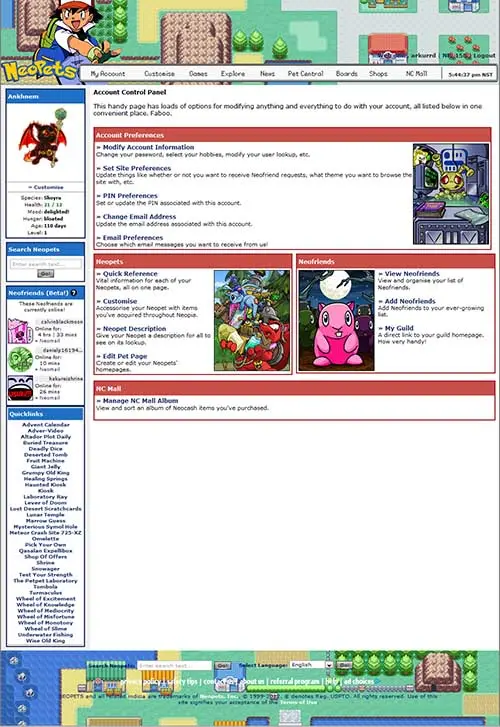 Welcome, arkurrd | NP: 158 | Logout
NeoPets
My Account Customise Games Explore News Pet Central Boards Shops NC Mall 5:44:37 pm NST
Ankhnem
» Customise
Species: Shoyru
Health: 21 / 12
Mood: delighted!
Hunger: bloated
Age: 110 days
Level: 1
Search Neopets
Enter search text...
Go!
Neofriends (Beta!) ?
These Neofriends are
currently online!
Online for:
4 hrs : 33 mins
» Neomail
Online for:
10 mins
» Neomail
Online for:
26 mins
» Neomail
Quicklinks
Advent Calendar
Adver-Video
Altador Plot Daily
Buried Treasure
Deadly Dice
Deserted Tomb
Fruit Machine
Giant Jelly
Grumpy Old King
Healing Springs
Haunted Kiosk
Kiosk
Laboratory Ray
Lever of Doom
Lost Desert Scratchcards
Lunar Temple
Marrow Guess
Mysterious Symol Hole
Meteor Crash Site 725-XZ
Omelette
Pick Your Own
Qasalan Expellibox
Shop Of Offers
Shrine
Snowager
Test Your Strength
The Petpet Laboratory
Tombola
Turmaculus
Wheel of Excitement
Wheel of Knowledge
Wheel of Mediocrity
Wheel of Misfortune
Wheel of Monotony
Wheel of Slime
Underwater Fishing
Wise Old King
Account Control Panel
This handy page has loads of options for modifying anything and everything to do with your account, all listed below in one
convenient place. Faboo.
Account Preferences
» Modify Account Information
Change your password, select your hobbies, modify your user lookup, etc.
» Set Site Preferences
Update things like whether or not you want to receive Neofriend requests, what theme you want to browse the
site with, etc.
» PIN Preferences
Set or update the PIN associated with this account.
» Change Email Address
Update the email address associated with this account.
» Email Preferences
Choose which email messages you want to receive from us!
Neopets
» Quick Reference
Vital information for each of your
Neopets, all on one page.
» Customise
Accessorise your Neopet with items
you've acquired throughout Neopia.
» Neopet Description
Give your Neopet a description for all to
see on its lookup.
» Edit Pet Page
Create or edit your Neopets'
homepages.
Neofriends
» View Neofriends
View and organise your list of
Neofriends.
» Add Neofriends
Add Neofriends to your ever-growing
list.
» My Guild
A direct link to your guild homepage.
How very handy!
NC Mall
» Manage NC Mall Album
View and sort an album of Neocash items you've purchased.
Search Neopets: Enter search text... Go! Select Language: English Go!
privacy policy | safety tips | contact us | about us | referral program | help | ad choices
NEOPETS and all related indicia are trademarks of Neopets, Inc., © 1999-2012. ® denotes Reg. USPTO. All rights reserved. Use of this
site signifies your acceptance of the Terms of Use